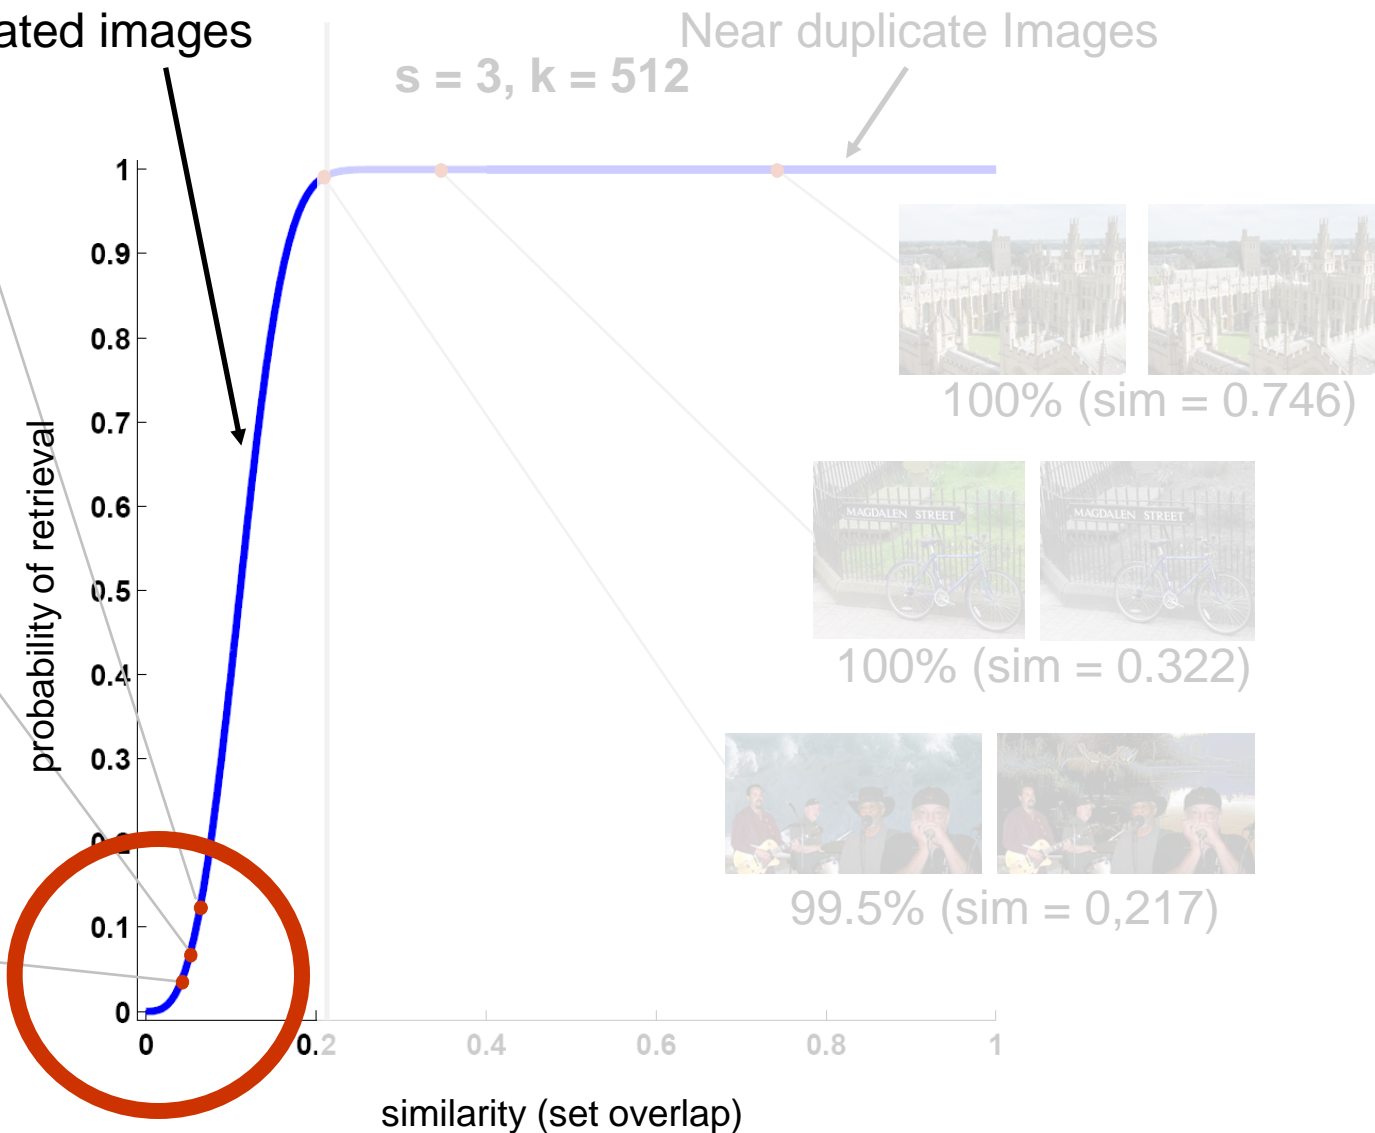 ated images
Near duplicate Images
s = 3, k = 512
1
0.9
0.8
0.7
0.6
0.5
0.4
0.3
0.2
0.1
0
probability of retrieval
0
0.2
0.4
0.6
0.8
1
similarity (set overlap)
100% (sim = 0.746)
MAGDALEN STREET
MAGDALEN STREET
100% (sim = 0.322)
99.5% (sim = 0,217)